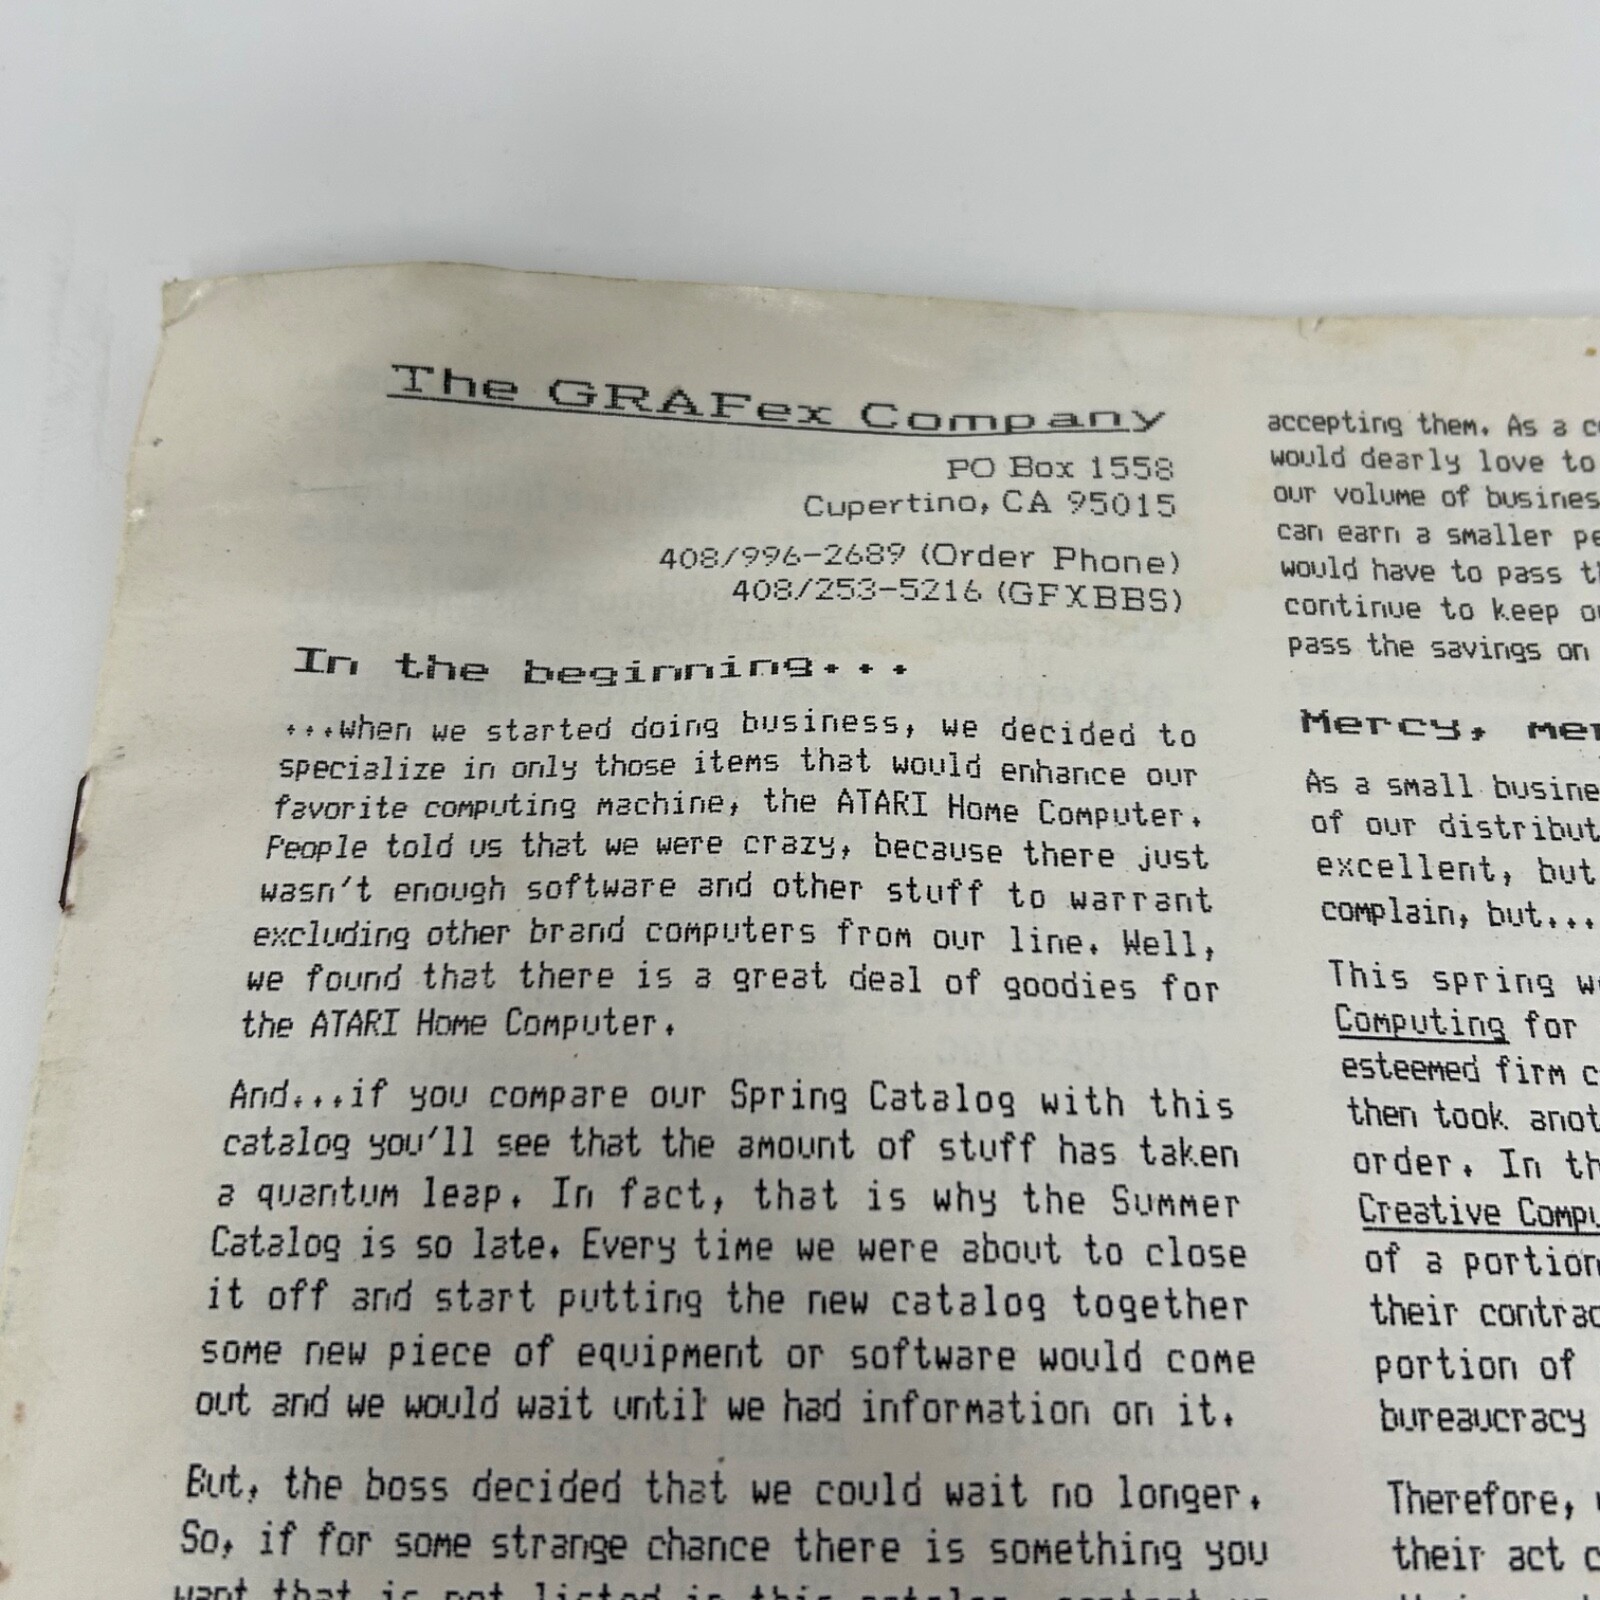 The GRAFex Company
PO Box 1558
Cupertino, CA 95015
408/996-2689 (Order Phone)
408/253-5216 (GFXBBS)
In the beginning...
...when we started doing business, we decided to
specialize in only those items that would enhance our
favorite computing machine, the ATARI Home Computer.
People told us that we were crazy, because there just
wasn't enough software and other stuff to warrant
excluding other brand computers from our line. Well,
we found that there is a great deal of goodies for
the ATARI Home Computer.
And...if you compare our Spring Catalog with this
catalog you'll see that the amount of stuff has taken
a quantum leap. In fact, that is why the Summer
Catalog is so late. Every time we were about to close
it off and start putting the new catalog together
some new piece of equipment or software would come
out and we would wait until we had information on it.
But, the boss decided that we could wait no longer.
So, if for some strange chance there is something you
want that is not listed in this catalog, contact us
accepting them. As a
would dearly love to
our volume of
can earn a smaller
would have to pass
continue to keep
pass the savings on
Mercy,
As a small
of our
excellent, but
complain, but...
This spring
Computing for
esteemed firm
then took
order. In
Creative
of a portion
their
portion of
bureaucracy
Therefore,
their act